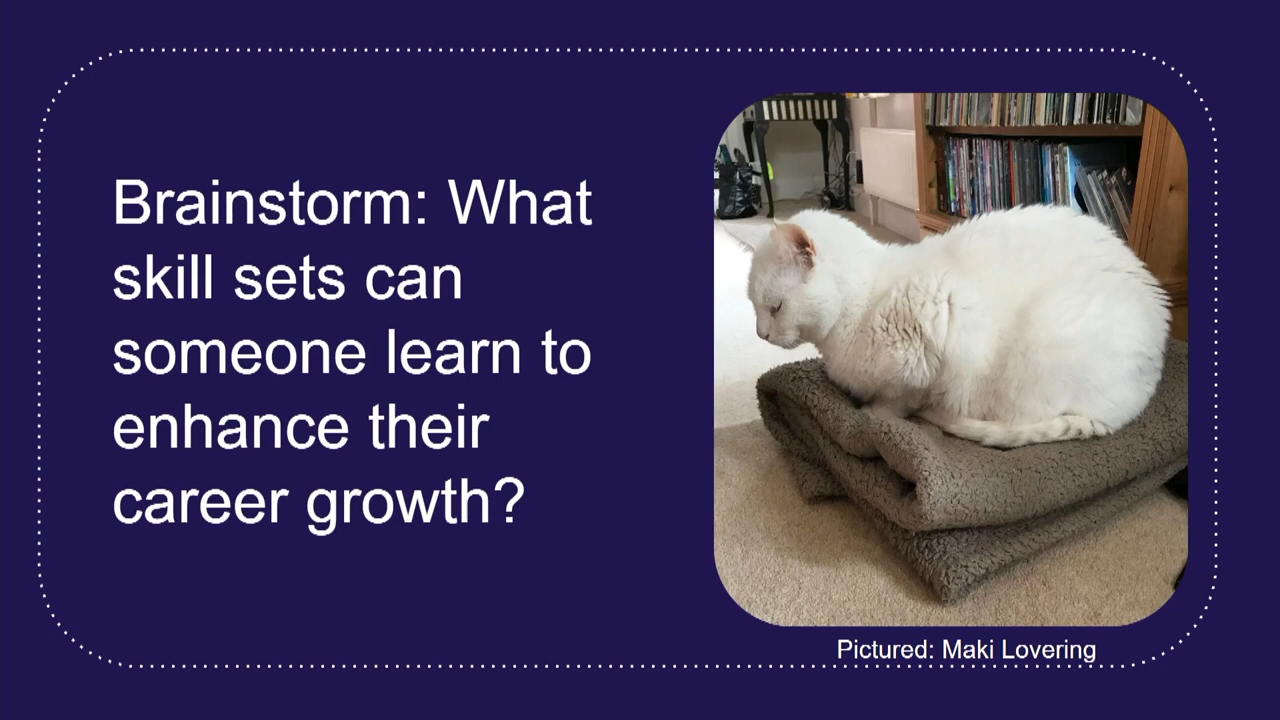 Brainstorm: What
skill sets can
someone learn to
enhance their
career growth?
Pictured: Maki Lovering